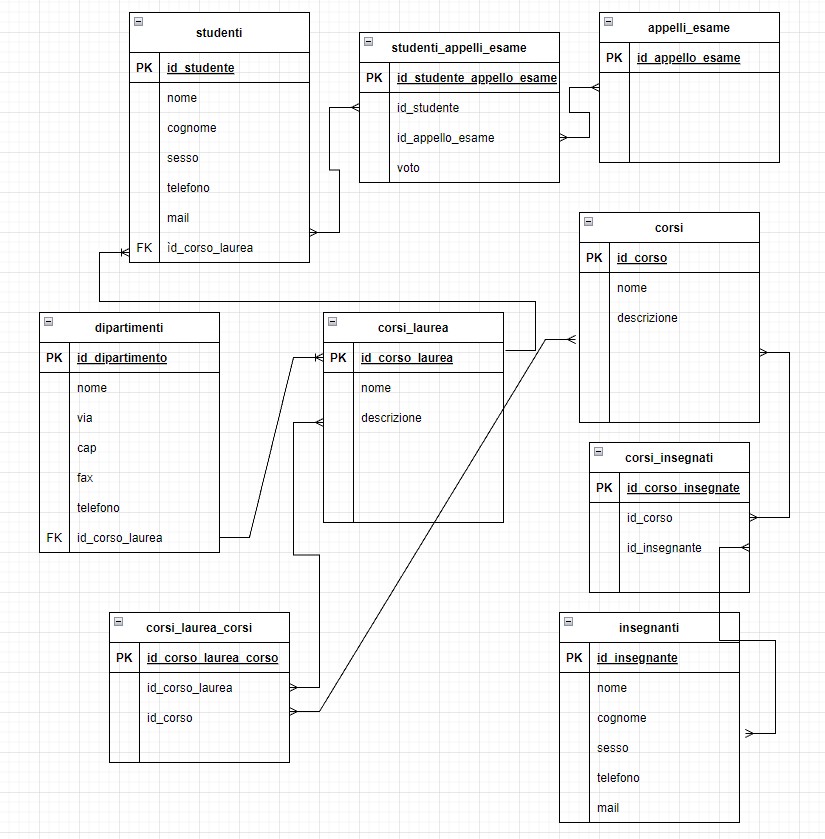 studenti
PK id_studente
nome
cognome
sesso
telefono
mail
FK id_corso_laurea
studenti_appelli_esame
PK id_studente_appello_esame
id_studente
id_appello_esame
voto
appelli_esame
PK id_appello_esame
corsi
PK id_corso
nome
descrizione
dipartimenti
PK id_dipartimento
nome
via
cap
fax
telefono
FK id_corso_laurea
corsi_laurea
PK id_corso_laurea
nome
descrizione
corsi_insegnati
PK id_corso_insegnate
id_corso
id_insegnante
corsi_laurea_corsi
PK id_corso_laurea_corso
id_corso_laurea
id_corso
insegnanti
PK id_insegnante
nome
cognome
sesso
telefono
mail